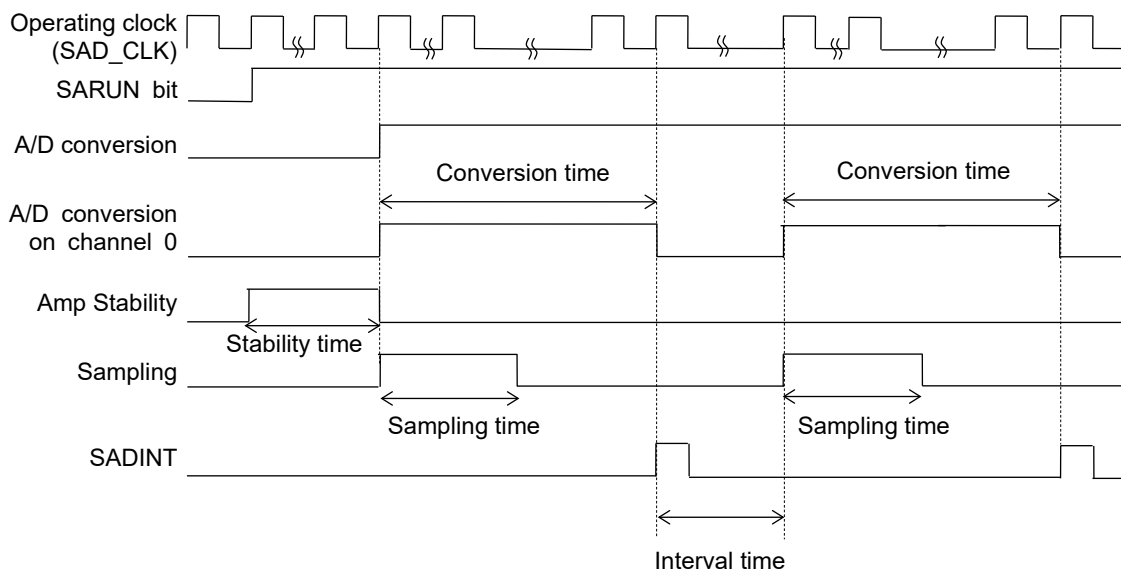 Operating clock
(SAD_CLK)
SARUN bit
A/D conversion
Conversion time
Conversion time
A/D conversion
on channel 0
Amp Stability
Stability time
Sampling
Sampling time
Sampling time
SADINT
Interval time